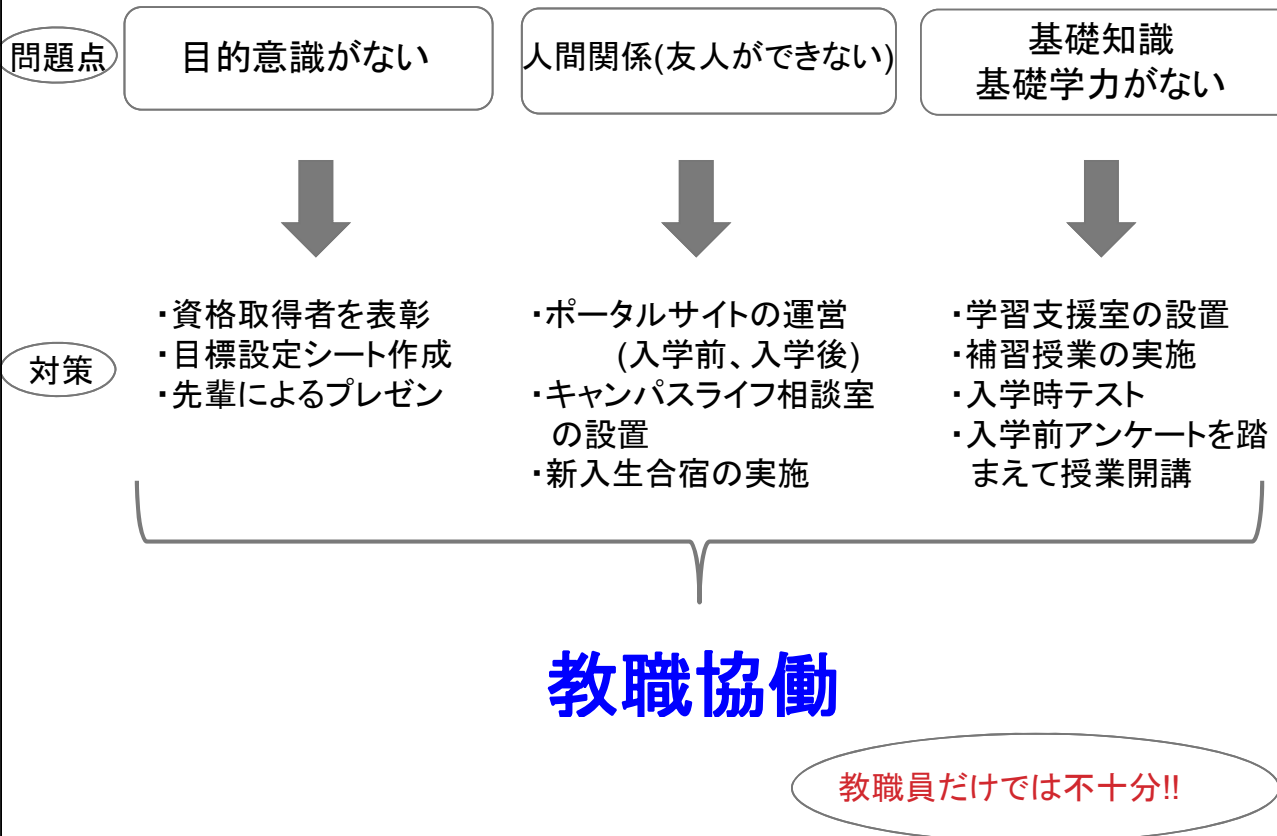 問題点
目的意識がない
人間関係(友人ができない)
基礎知識
基礎学力がない
対策
・資格取得者を表彰
・目標設定シート作成
・先輩によるプレゼン
・ポータルサイトの運営
(入学前、入学後)
・キャンパスライフ相談室
の設置
・新入生合宿の実施
・学習支援室の設置
・補習授業の実施
・入学時テスト
・入学前アンケートを踏
まえて授業開講
教職協働
教職員だけでは不十分!!